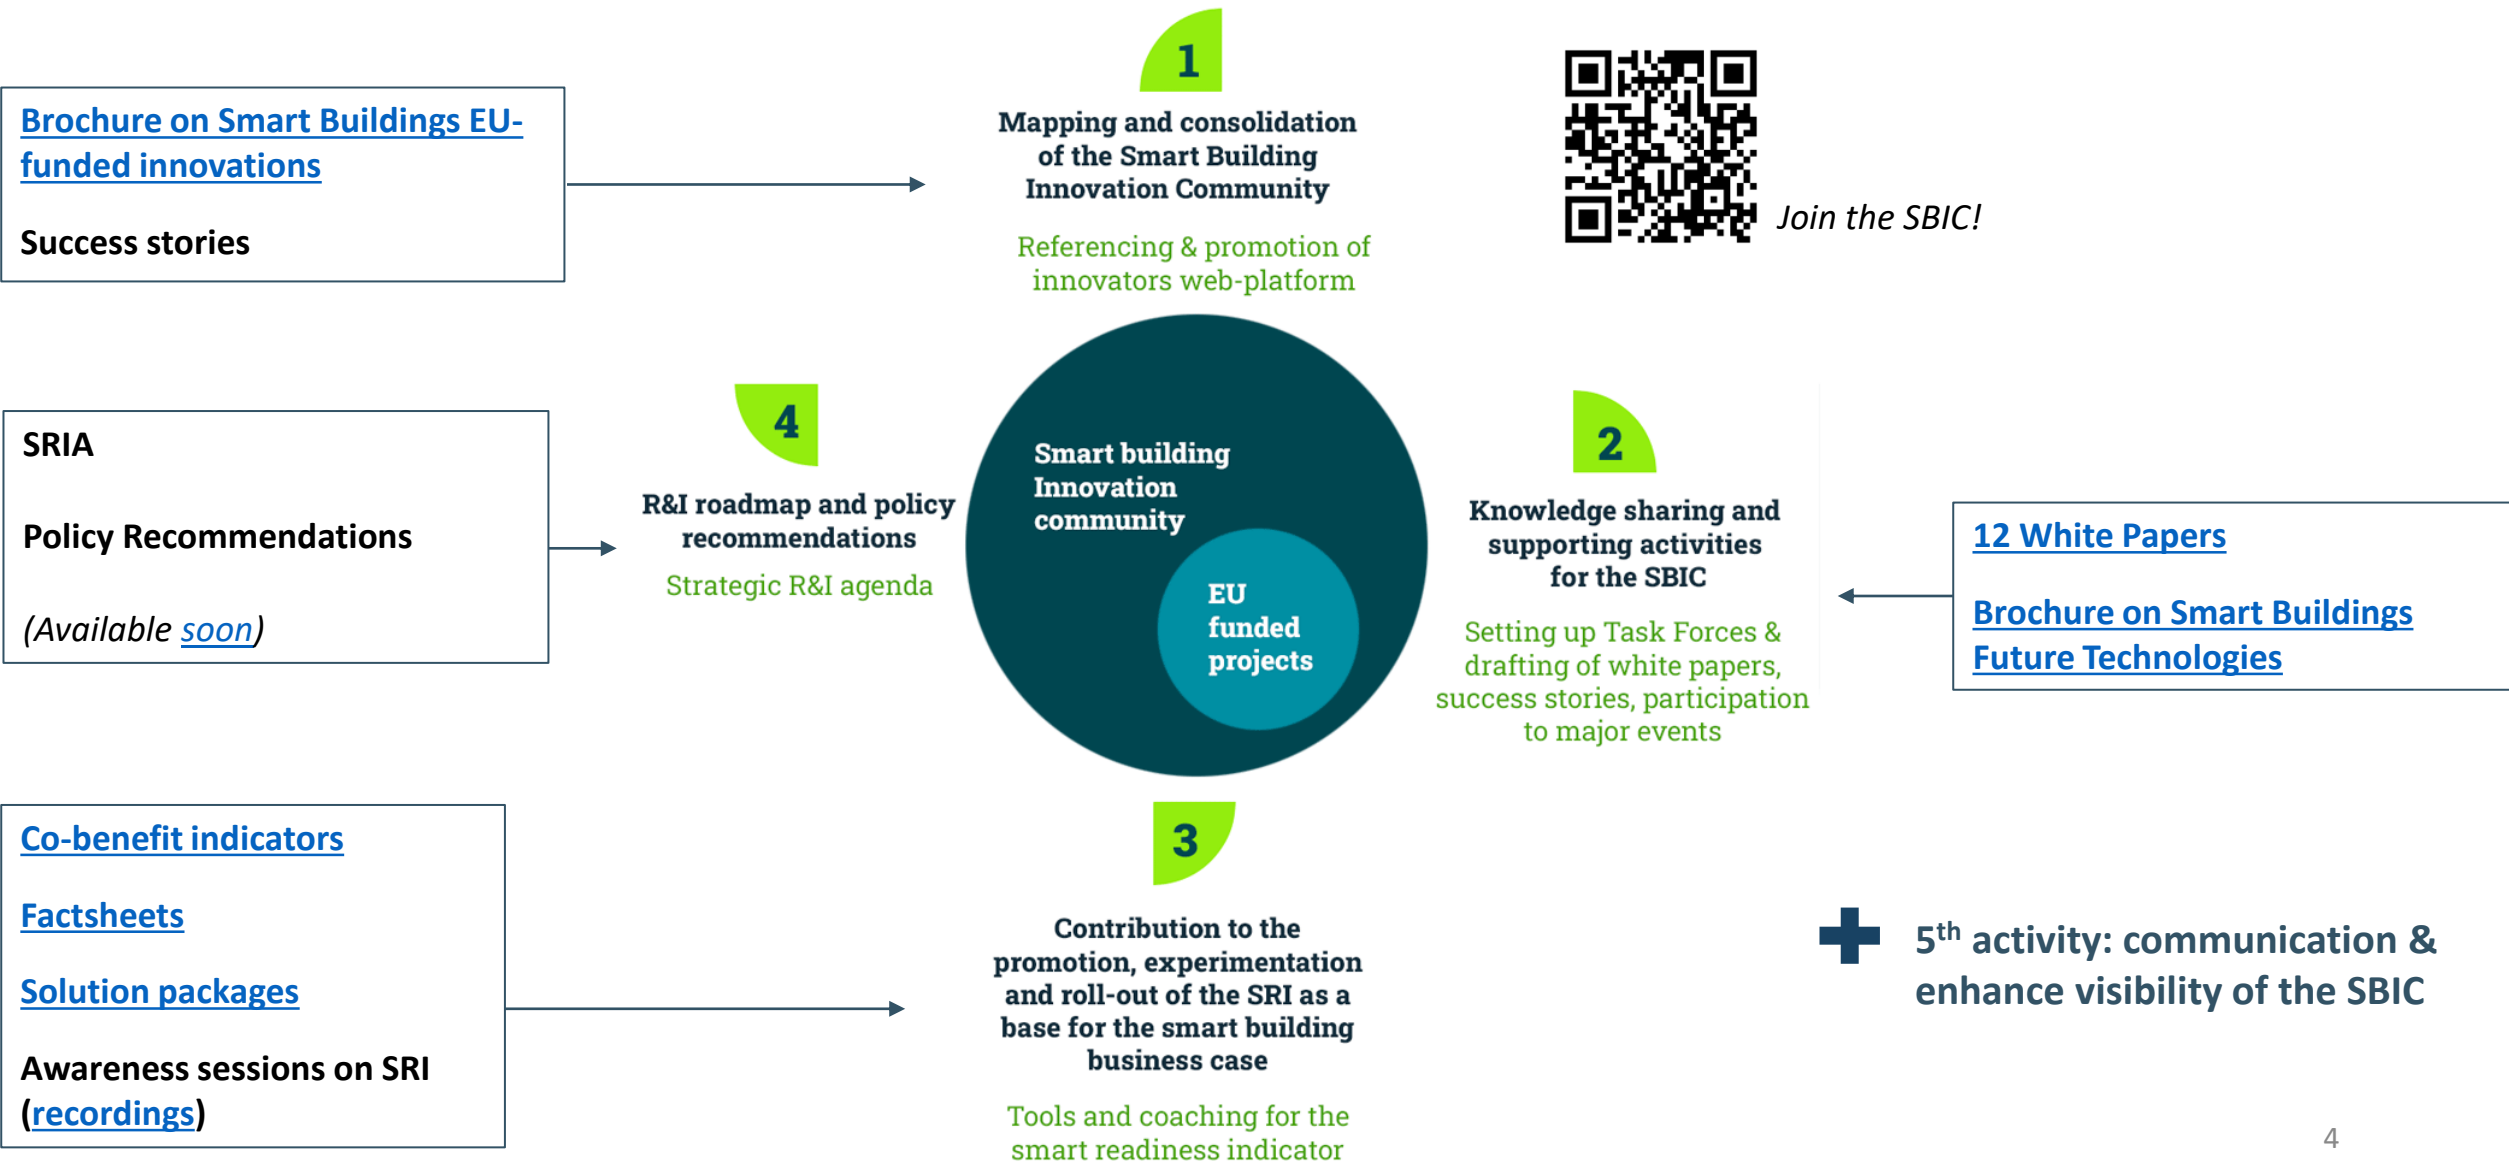 Brochure on Smart Buildings EU-
funded innovations
Success stories
1
Mapping and consolidation
of the Smart Building
Innovation Community
Referencing & promotion of
innovators web-platform
Join the SBIC!
SRIA
Policy Recommendations
(Available soon)
4
R&I roadmap and policy
recommendations
Strategic R&I agenda
Smart building
Innovation
community
EU
funded
projects
2
Knowledge sharing and
supporting activities
for the SBIC
Setting up Task Forces &
drafting of white papers,
success stories, participation
to major events
12 White Papers
Brochure on Smart Buildings
Future Technologies
Co-benefit indicators
Factsheets
Solution packages
Awareness sessions on SRI
(recordings)
3
Contribution to the
promotion, experimentation
and roll-out of the SRI as a
base for the smart building
business case
Tools and coaching for the
smart readiness indicator
5th activity: communication &
enhance visibility of the SBIC
4